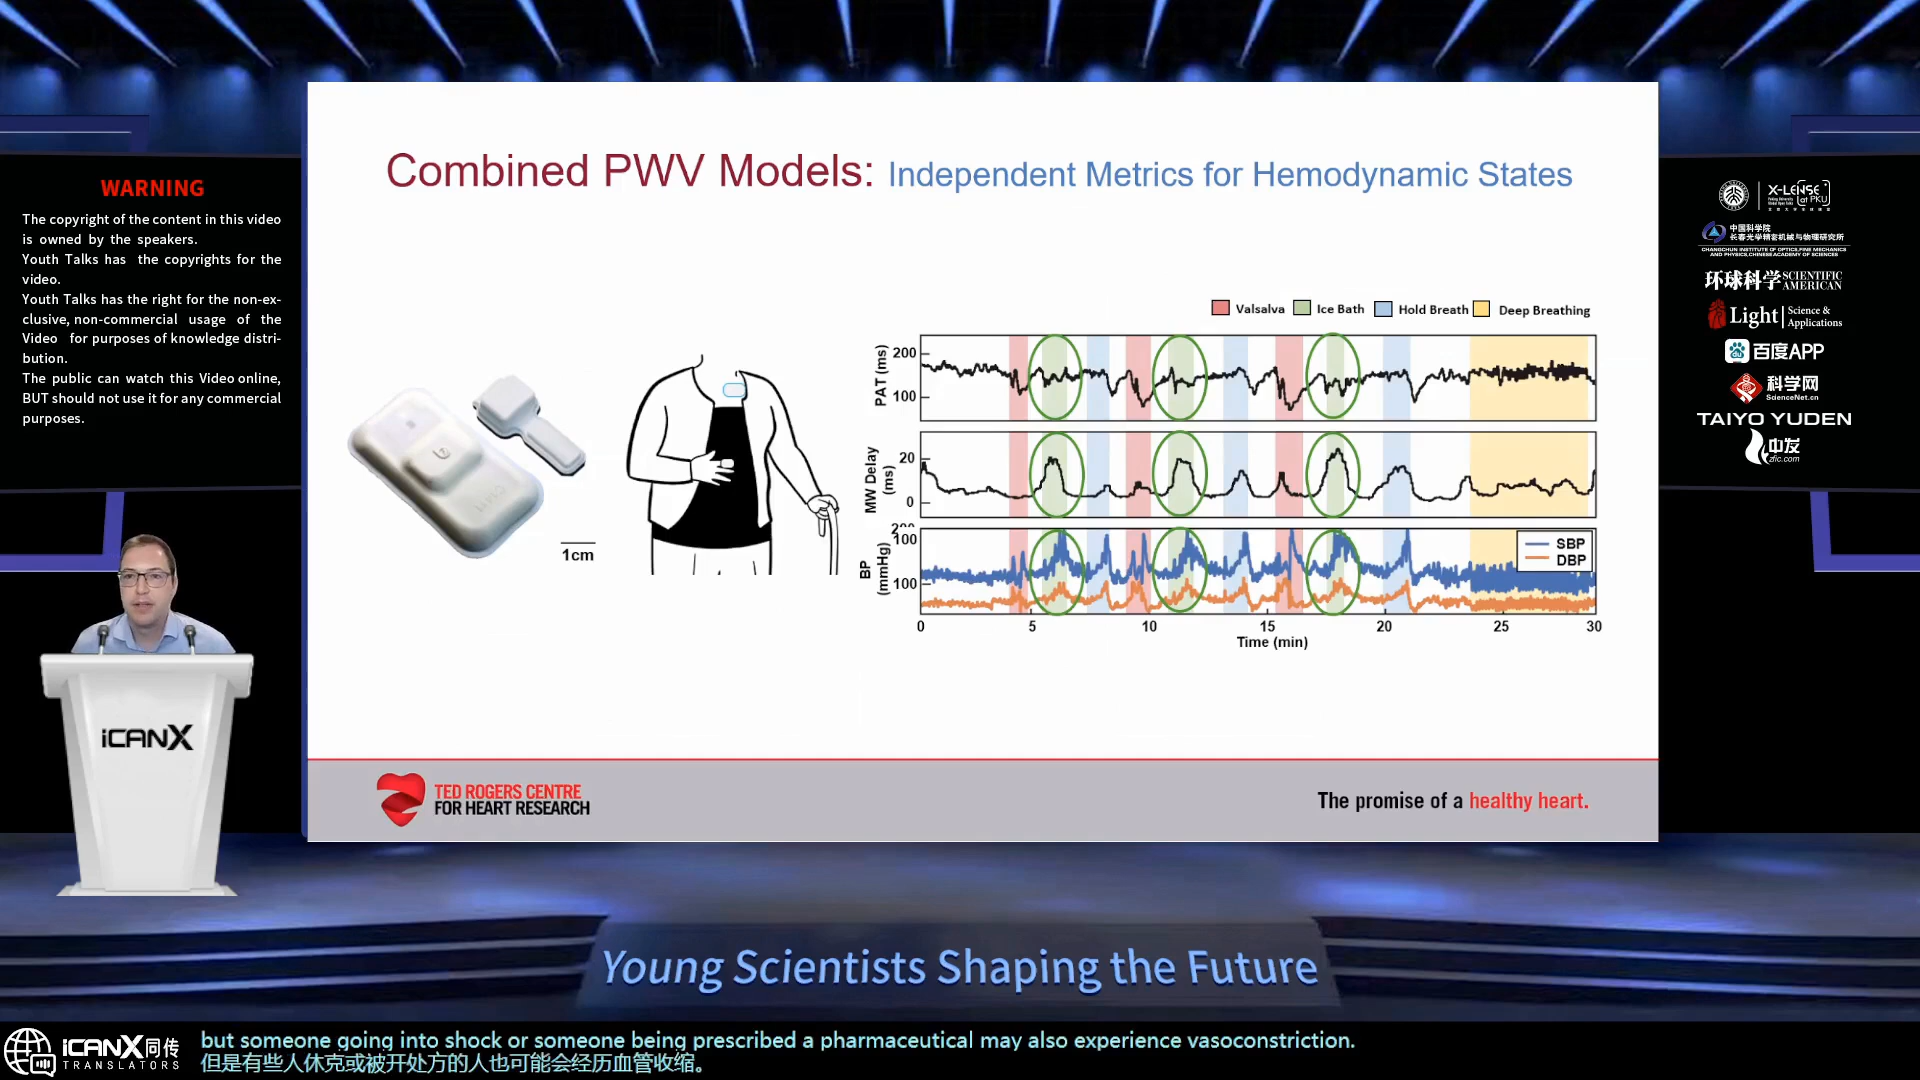 WARNING
The copyright of the content in this video
is owned by the speakers.
Youth Talks has the copyrights for the
video.
Youth Talks has the right for the non-ex-
clusive, non-commercial usage of the
Video for purposes of knowledge distri-
bution.
The public can watch this Video online,
BUT should not use it for any commercial
purposes.
Combined PWV Models: Independent Metrics for Hemodynamic States
Valsalva Ice Bath Hold Breath Deep Breathing
PAT (ms)
200
100
MW Delay
(ms)
20
0
BP
(mmHg)
200
100
100
SBP
DBP
0 5 10 15 20 25 30
Time (min)
1cm
TED ROGERS CENTRE
FOR HEART RESEARCH
The promise of a healthy heart.
X-LENSE
at PKU
中国科学院
长春光学精密机械与物理研究所
CHANGCHUN INSTITUTE OF OPTICS, FINE MECHANICS
AND PHYSICS, CHINESE ACADEMY OF SCIENCES
环球科学 SCIENTIFIC
AMERICAN
Light Science &
Applications
百度APP
科学网
ScienceNet.cn
TAIYO YUDEN
中发
zfic.com
iCANX
Young Scientists Shaping the Future
iCANX同传
TRANSLATORS
but someone going into shock or someone being prescribed a pharmaceutical may also experience vasoconstriction.
但是有些人休克或被开处方的人也可能会经历血管收缩。